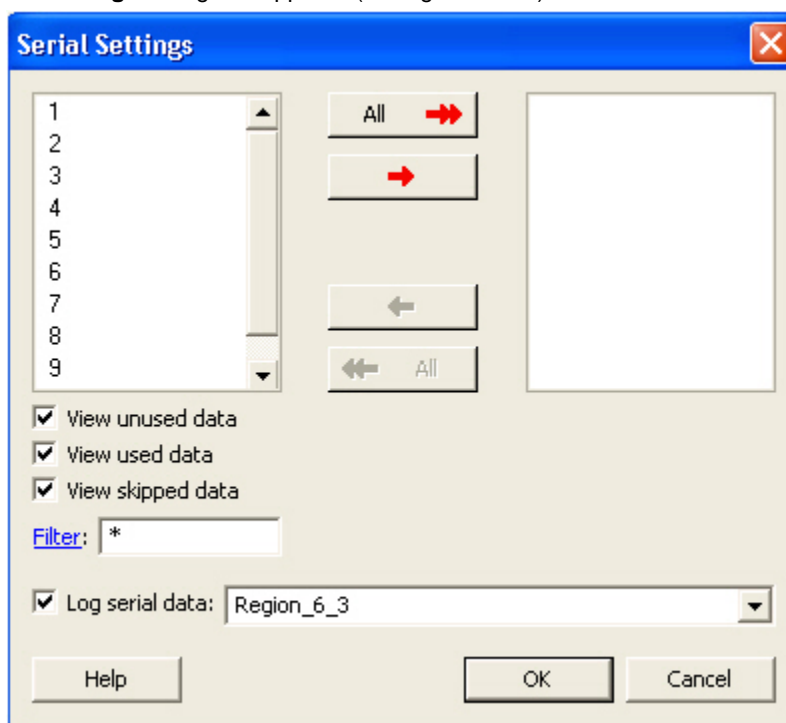 Serial Settings
1
2
3
4
5
6
7
8
9
All
All
View unused data
View used data
View skipped data
Filter: *
Log serial data: Region_6_3
Help
OK
Cancel